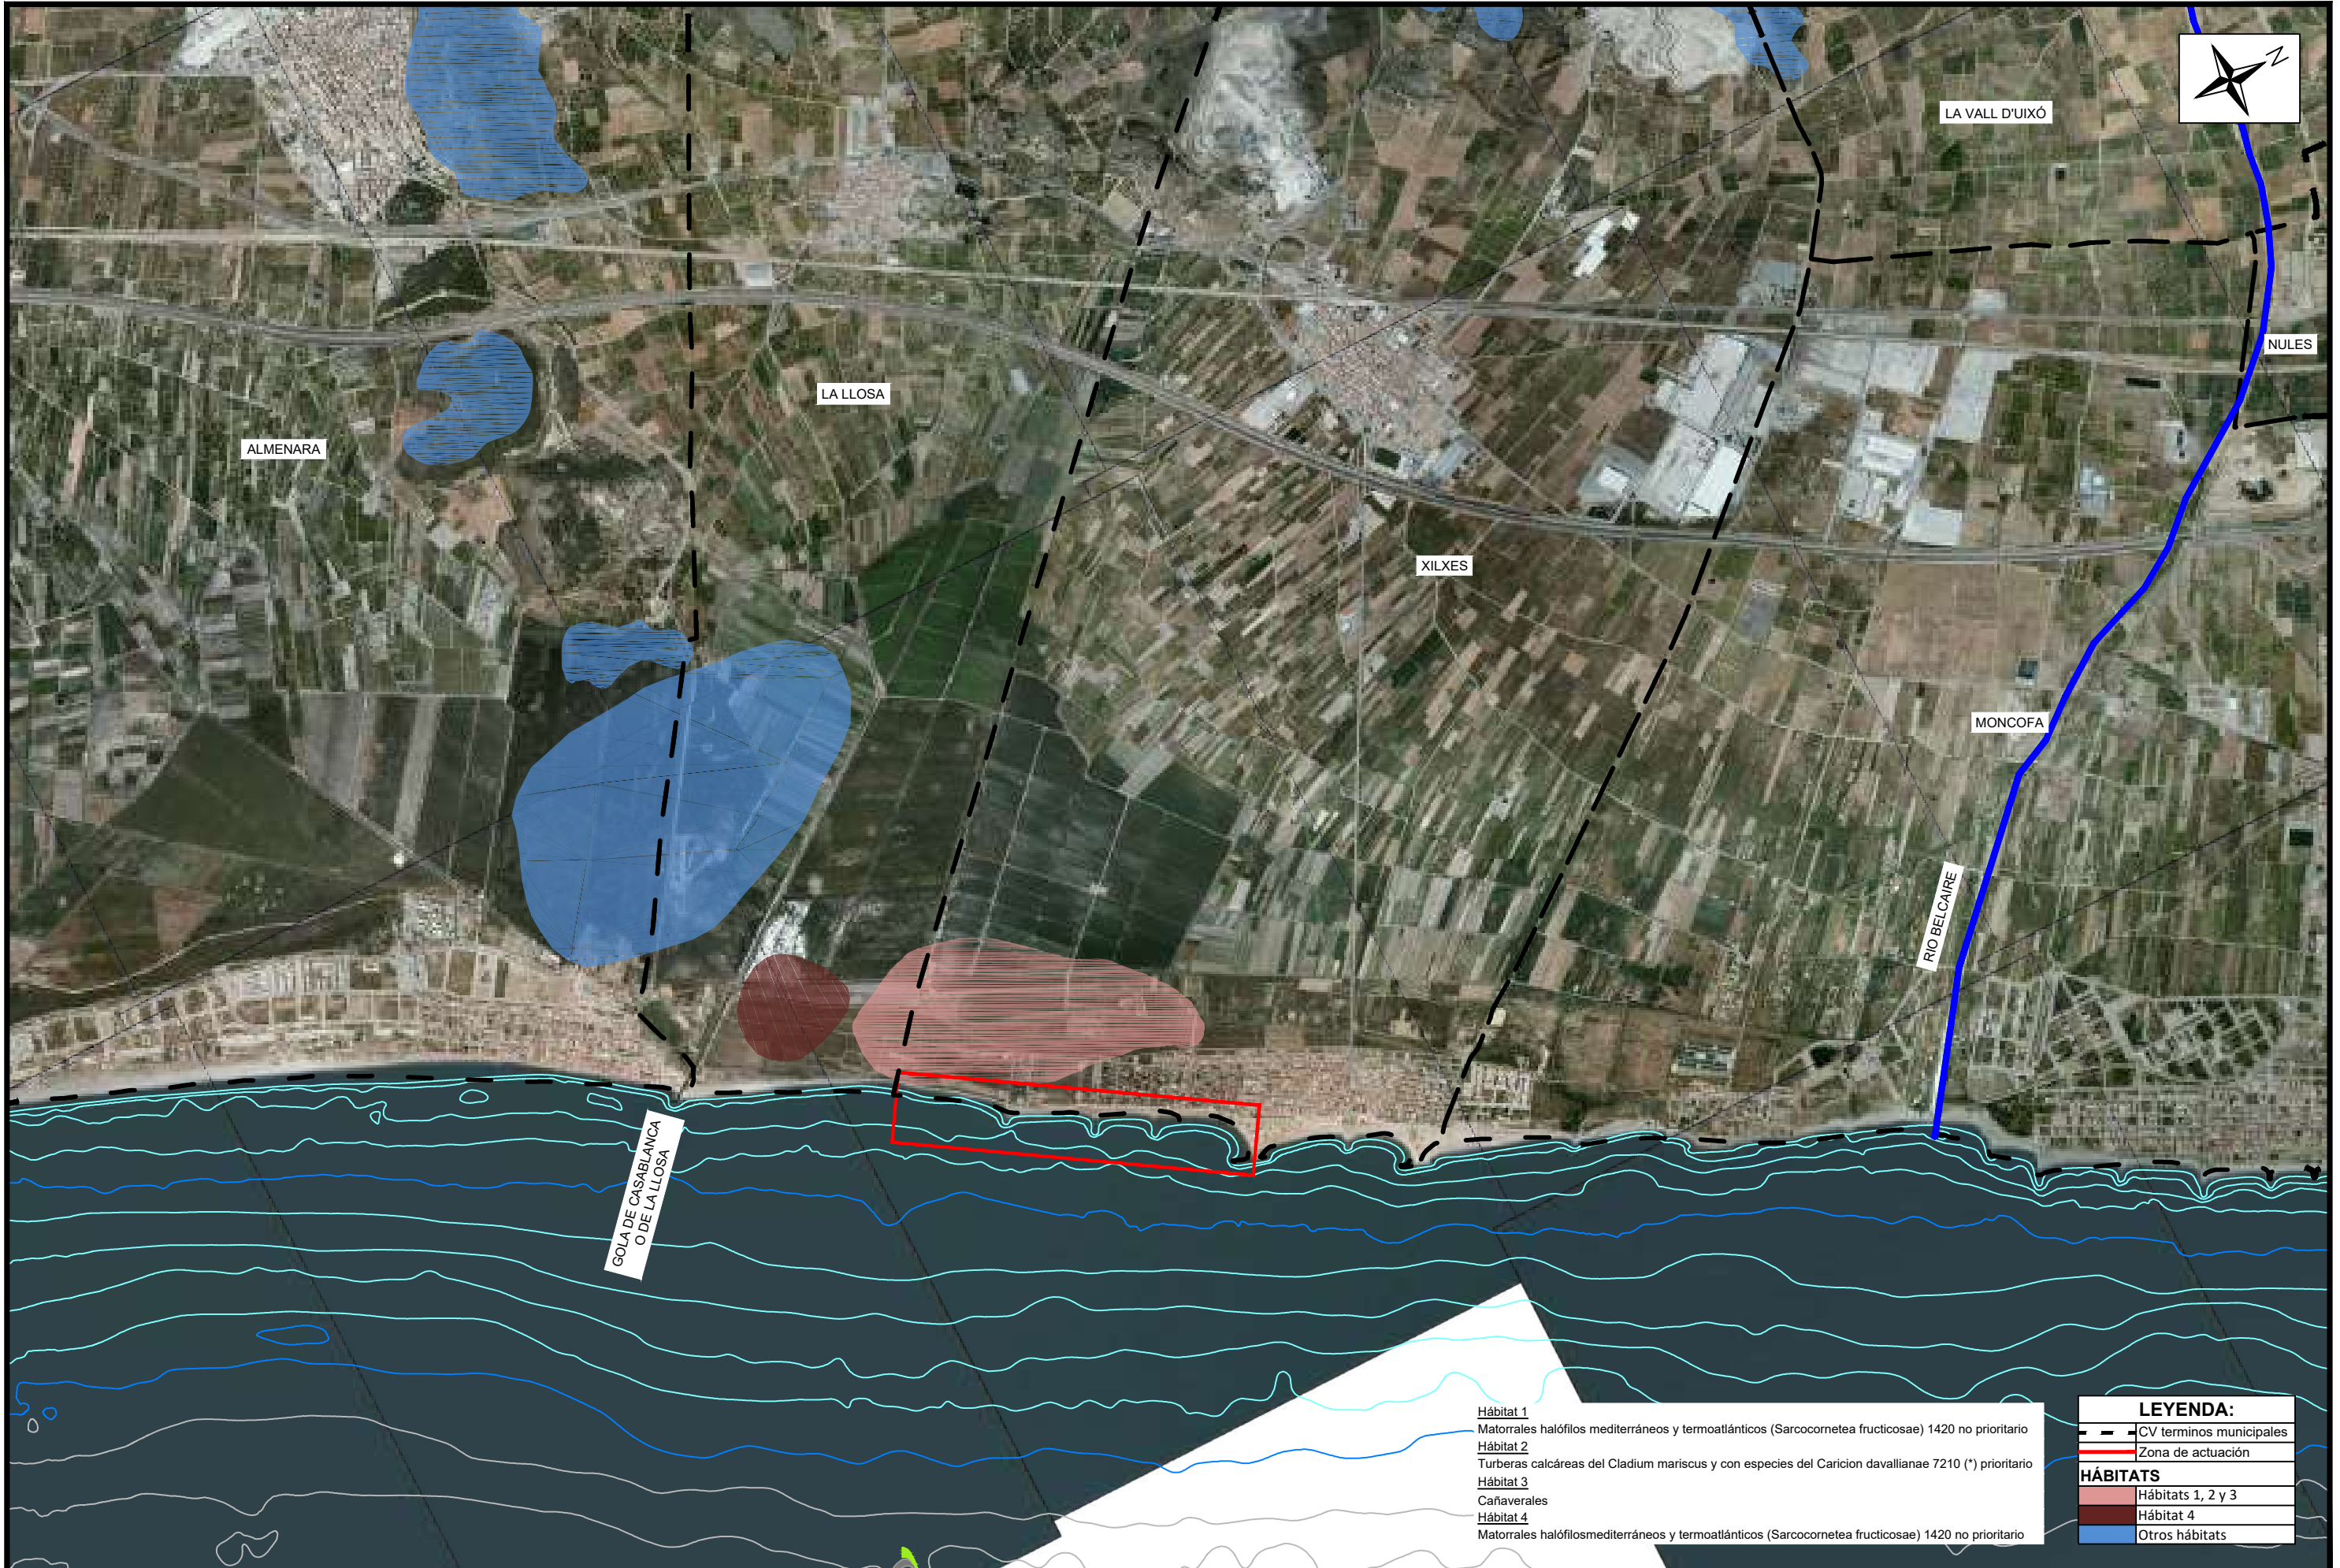 N
LA VALL D'UIXÓ
NULES
LA LLOSA
ALMENARA
XILXES
MONCOFA
RIO BELCAIRE
GOLA DE CASABLANCA
O DE LA LLOSA
Hábitat 1
Matorrales halófilos mediterráneos y termoatlánticos (Sarcocornetea fructicosae) 1420 no prioritario
Hábitat 2
Turberas calcáreas del Cladium mariscus y con especies del Caricion davallianae 7210 (*) prioritario
Hábitat 3
Cañaverales
Hábitat 4
Matorrales halófilosmediterráneos y termoatlánticos (Sarcocornetea fructicosae) 1420 no prioritario
LEYENDA:
CV terminos municipales
Zona de actuación
HÁBITATS
Hábitats 1, 2 y 3
Hábitat 4
Otros hábitats